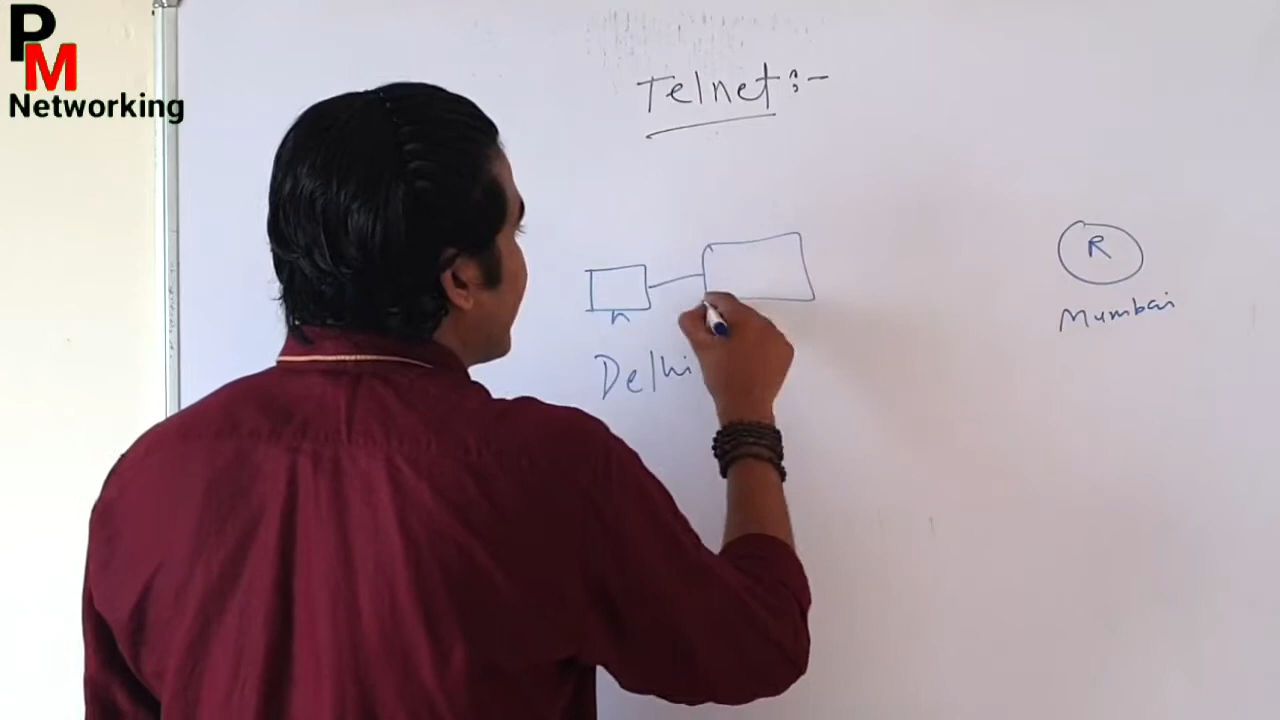 PM
Networking
Telnet :-
R
Mumbai
Delhi